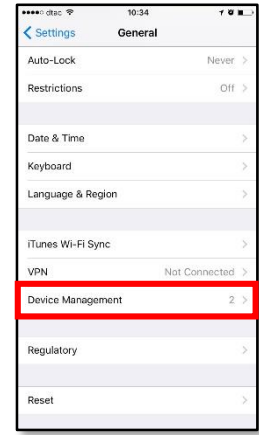 dtac 10:34
Settings General
Auto-Lock Never
Restrictions Off
Date & Time
Keyboard
Language & Region
iTunes Wi-Fi Sync
VPN Not Connected
Device Management 2
Regulatory
Reset